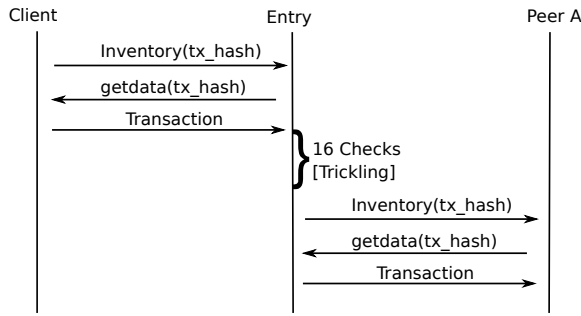 Client
Entry
Peer A
Inventory(tx_hash)
getdata(tx_hash)
Transaction
16 Checks
[Trickling]
Inventory(tx_hash)
getdata(tx_hash)
Transaction